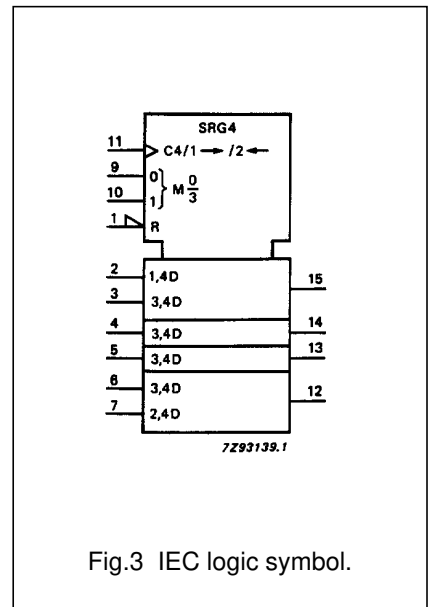 SRG4
11 C4/1 → /2 ←
9 0
10 1 } M 0/3
1 R
2 1,4D 15
3 3,4D
4 3,4D 14
5 3,4D 13
6 3,4D 12
7 2,4D
7Z93139.1
Fig.3 IEC logic symbol.